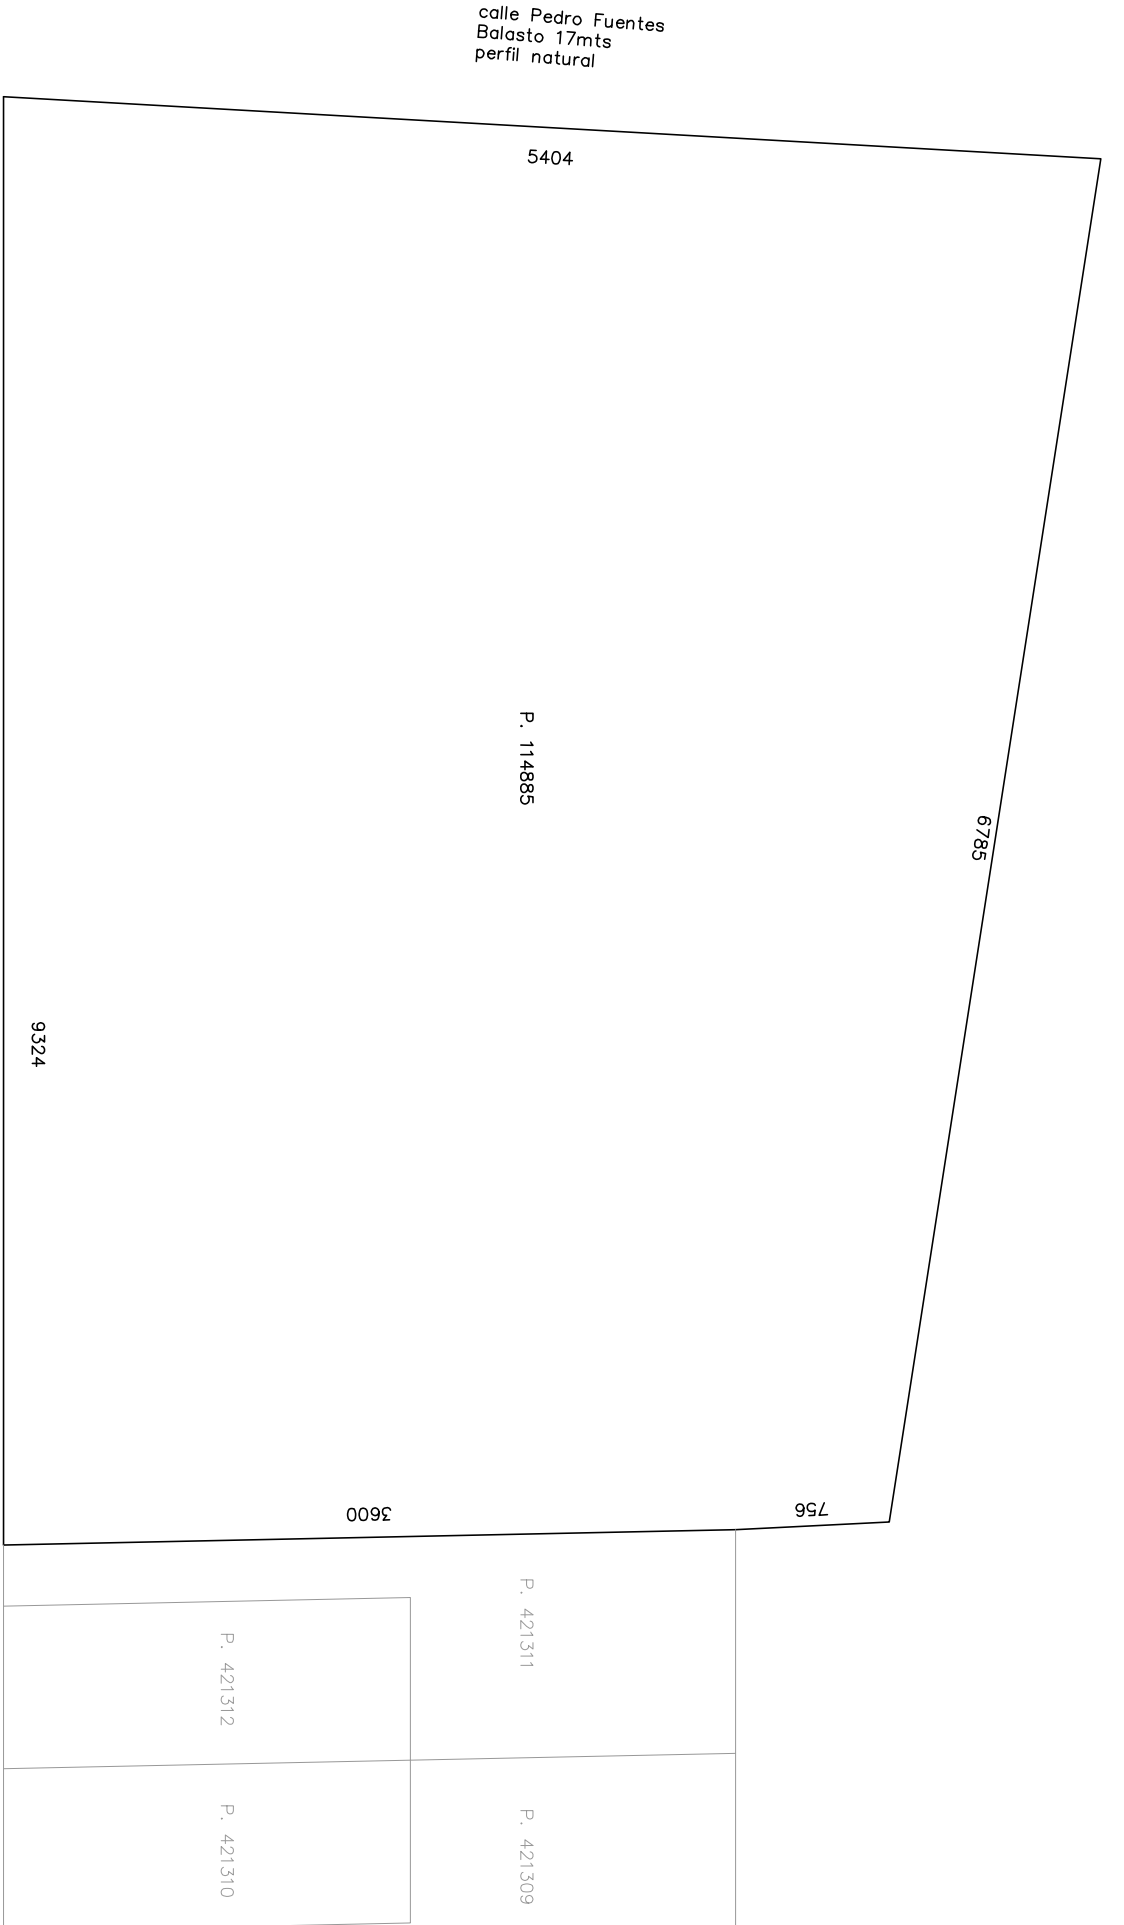 calle Pedro Fuentes
Balasto 17mts
perfil natural
5404
P. 114885
6785
9324
3600
756
P. 421311
P. 421312
P. 421310
P. 421309